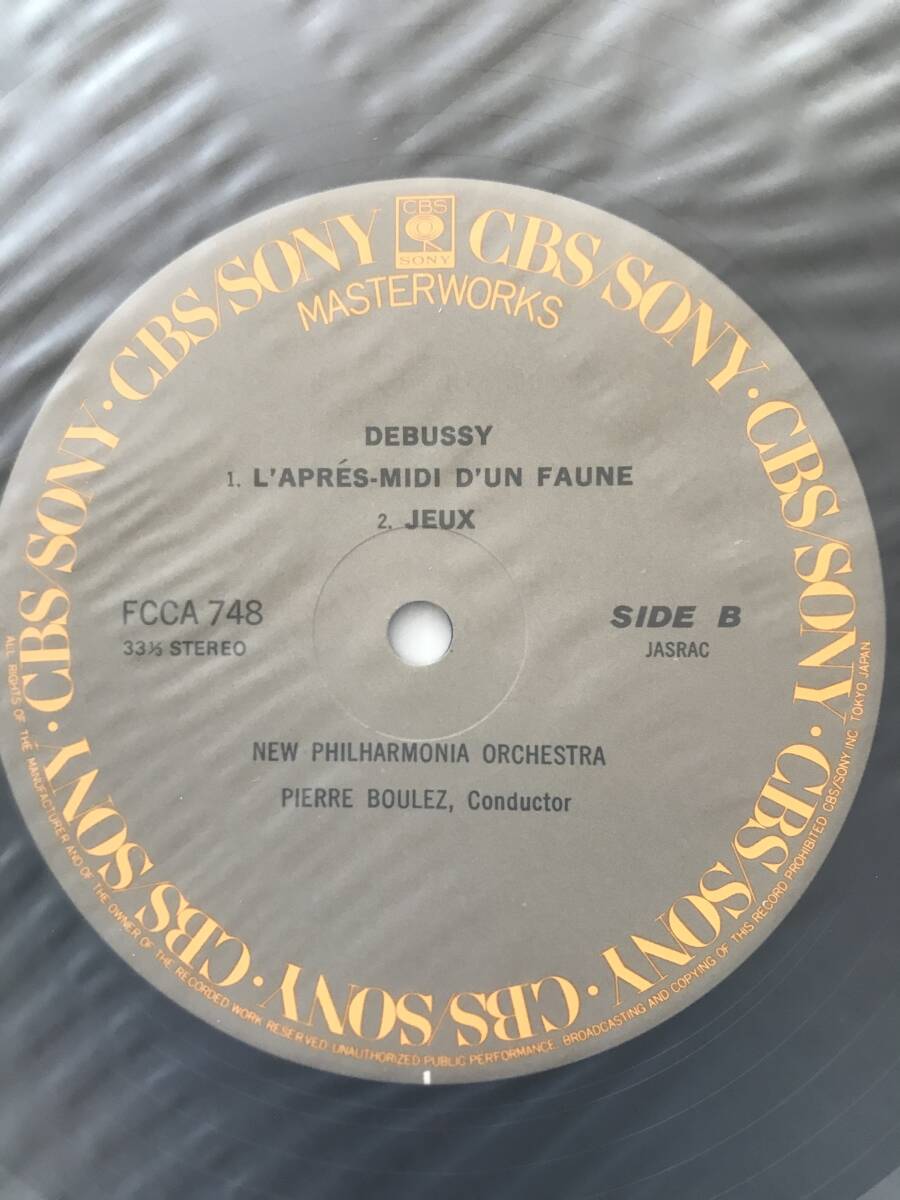 CBS
SONY
CBS/SONY · CBS/SONY · CBS/SONY · CBS/SONY · CBS/SONY · CBS/SONY · CBS/SONY · CBS/SONY
MASTERWORKS
DEBUSSY
1. L'APRÉS-MIDI D'UN FAUNE
2. JEUX
FCCA 748
33⅓ STEREO
SIDE B
JASRAC
NEW PHILHARMONIA ORCHESTRA
PIERRE BOULEZ, Conductor
ALL RIGHTS OF THE MANUFACTURER AND OF THE OWNER OF THE RECORDED WORK RESERVED UNAUTHORIZED PUBLIC PERFORMANCE. BROADCASTING AND COPYING OF THIS RECORD PROHIBITED CBS/SONY INC. TOKYO JAPAN